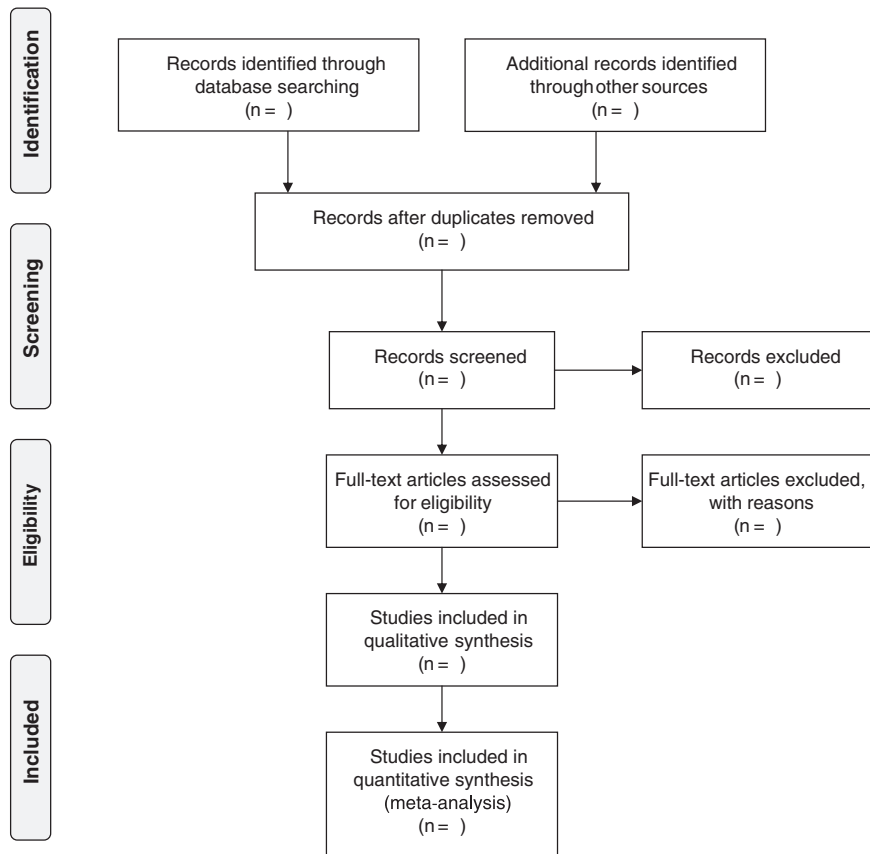 Identification
Records identified through
database searching
(n = )
Additional records identified
through other sources
(n = )
Records after duplicates removed
(n = )
Screening
Records screened
(n = )
Records excluded
(n = )
Eligibility
Full-text articles assessed
for eligibility
(n = )
Full-text articles excluded,
with reasons
(n = )
Studies included in
qualitative synthesis
(n = )
Included
Studies included in
quantitative synthesis
(meta-analysis)
(n = )